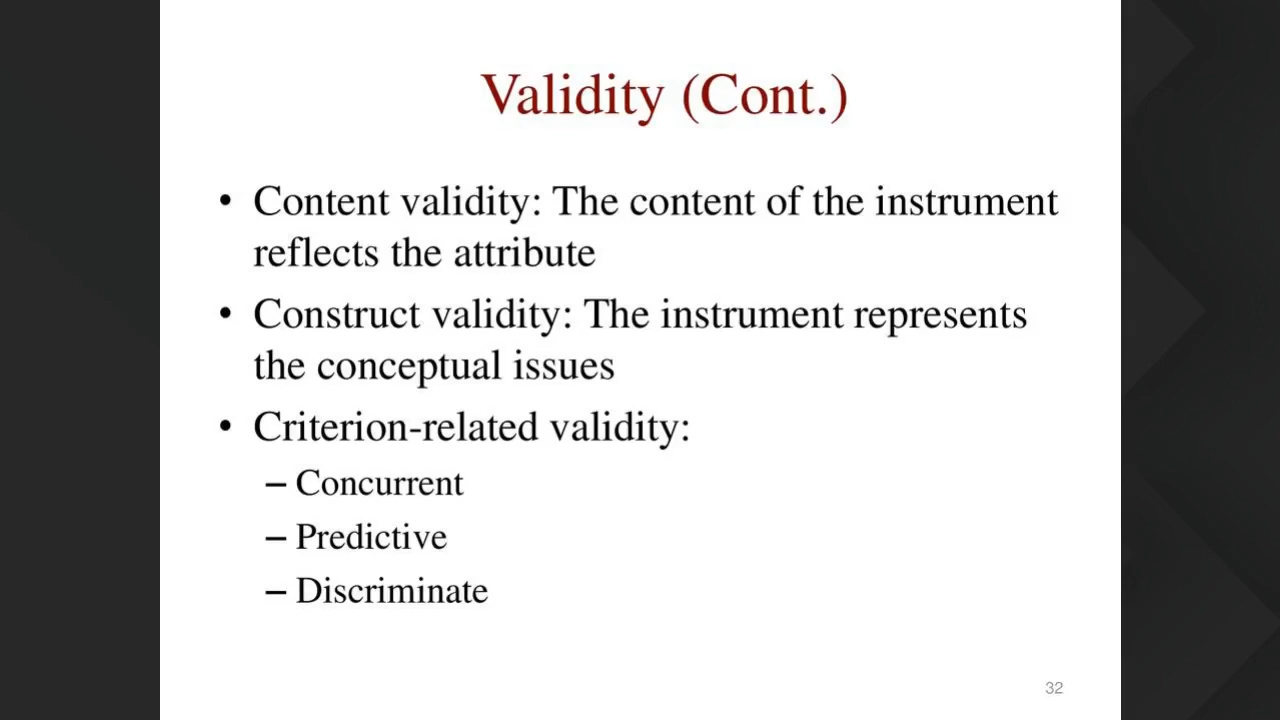 Validity (Cont.)
• Content validity: The content of the instrument
reflects the attribute
• Construct validity: The instrument represents
the conceptual issues
• Criterion-related validity:
– Concurrent
– Predictive
– Discriminate
32